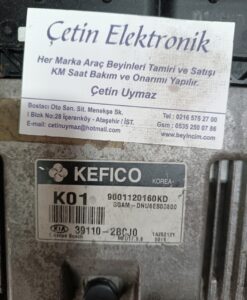 Çetin Elektronik
Her Marka Araç Beyinleri Tamiri ve Satışı
KM Saat Bakım ve Onarımı Yapılır.
Çetin Uymaz
Bostacı Oto San. Sit. Menekşe Sk.
I Blok No:28 İçerenköy - Ataşehir / İST.
E-mail: cetinuymaz@hotmail.com
Tel : 0216 575 27 00
Gsm : 0535 250 07 86
www.beyincim.com
KEFICO
KOREA
K01
9001120160KD
KIA
39110-2BCJ0